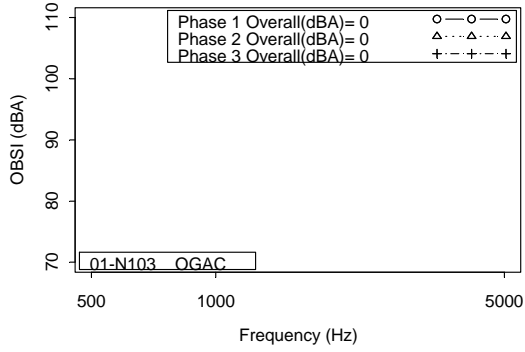 110
100
90
80
70
OBSI (dBA)
Phase 1 Overall(dBA)= 0
Phase 2 Overall(dBA)= 0
Phase 3 Overall(dBA)= 0
01-N103 OGAC
500 1000 5000
Frequency (Hz)